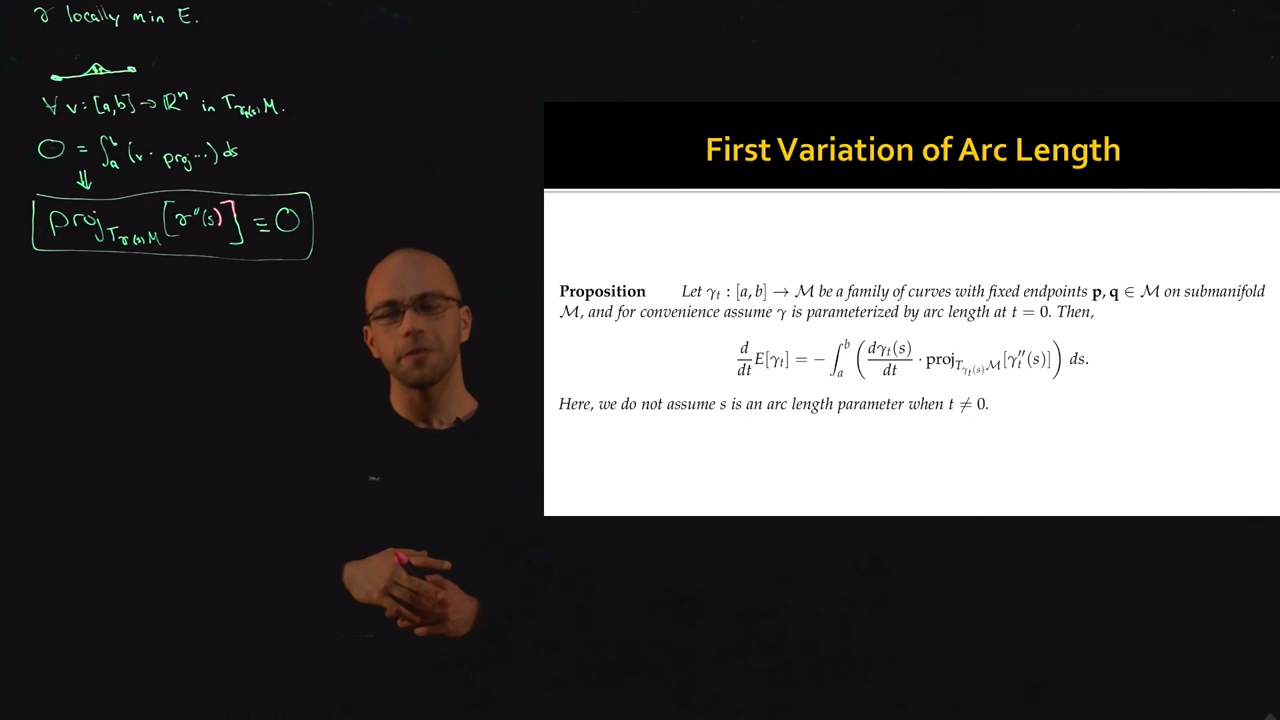 γ locally min E.
∀ v: [a,b] → ℝⁿ in T_γ(s) M.
0 = ∫_a^b (v · proj ...) ds
⇓
proj_{T_γ(s) M} [γ''(s)] ≡ 0
First Variation of Arc Length
Proposition Let γ_t : [a, b] → M be a family of curves with fixed endpoints p, q ∈ M on submanifold
M, and for convenience assume γ is parameterized by arc length at t = 0. Then,
d/dt E[γ_t] = − ∫_a^b ( dγ_t(s)/dt · proj_{T_{γ_t(s)}M}[γ_t''(s)] ) ds.
Here, we do not assume s is an arc length parameter when t ≠ 0.